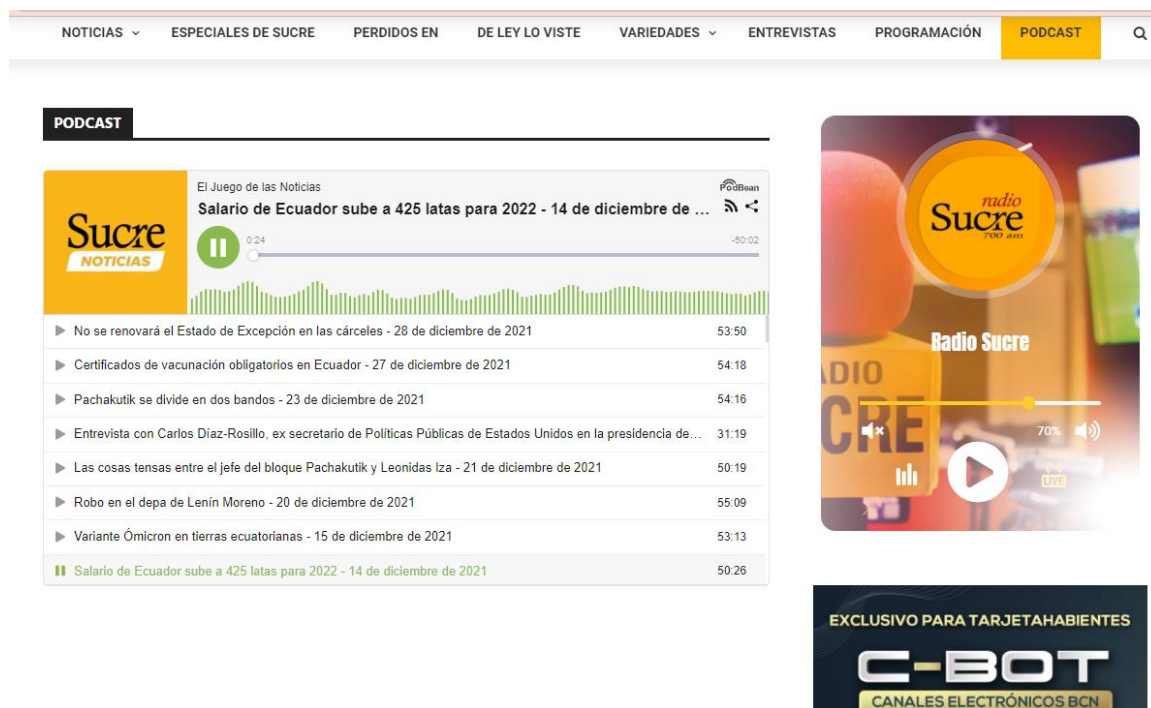 NOTICIAS ESPECIALES DE SUCRE PERDIDOS EN DE LEY LO VISTE VARIEDADES ENTREVISTAS PROGRAMACIÓN PODCAST
PODCAST
Sucre
NOTICIAS
El Juego de las Noticias
PodBean
Salario de Ecuador sube a 425 latas para 2022 - 14 de diciembre de ...
0:24 -50:02
No se renovará el Estado de Excepción en las cárceles - 28 de diciembre de 2021 53:50
Certificados de vacunación obligatorios en Ecuador - 27 de diciembre de 2021 54:18
Pachakutik se divide en dos bandos - 23 de diciembre de 2021 54:16
Entrevista con Carlos Díaz-Rosillo, ex secretario de Políticas Públicas de Estados Unidos en la presidencia de... 31:19
Las cosas tensas entre el jefe del bloque Pachakutik y Leonidas Iza - 21 de diciembre de 2021 50:19
Robo en el depa de Lenín Moreno - 20 de diciembre de 2021 55:09
Variante Ómicron en tierras ecuatorianas - 15 de diciembre de 2021 53:13
Salario de Ecuador sube a 425 latas para 2022 - 14 de diciembre de 2021 50:26
radio
Sucre
700 am
Radio Sucre
ADIO
CRE
70%
LIVE
EXCLUSIVO PARA TARJETAHABIENTES
C-BOT
CANALES ELECTRÓNICOS BCN